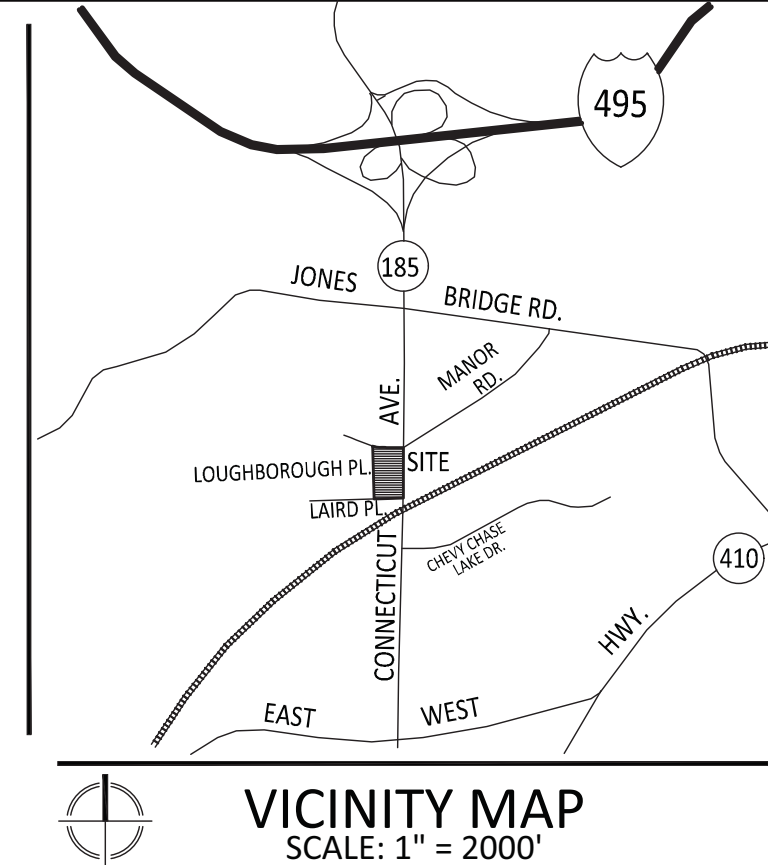 495
185
JONES
BRIDGE RD.
MANOR
RD.
AVE.
SITE
LOUGHBOROUGH PL.
LAIRD PL.
CHEVY CHASE
LAKE DR.
CONNECTICUT
410
HWY.
EAST
WEST
VICINITY MAP
SCALE: 1" = 2000'